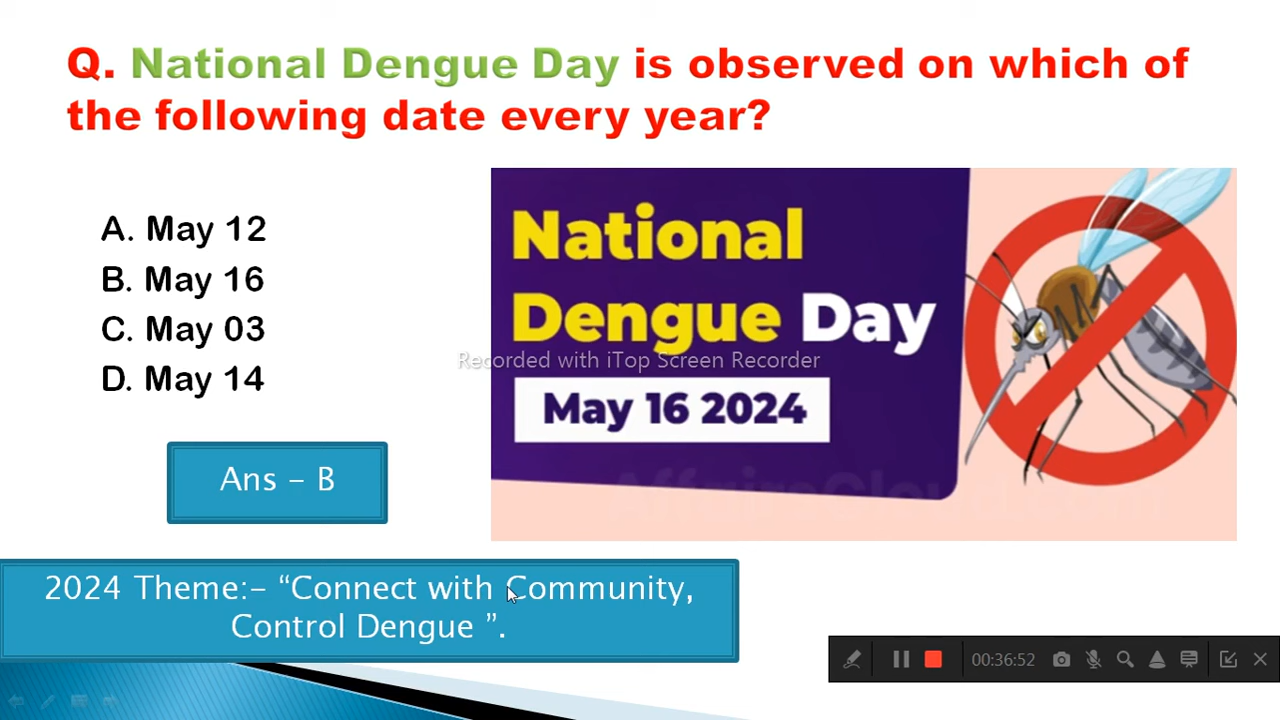 Q. National Dengue Day is observed on which of
the following date every year?
A. May 12
B. May 16
C. May 03
D. May 14
Ans – B
National
Dengue Day
May 16 2024
Recorded with iTop Screen Recorder
2024 Theme:– “Connect with Community,
Control Dengue ”.
00:36:52